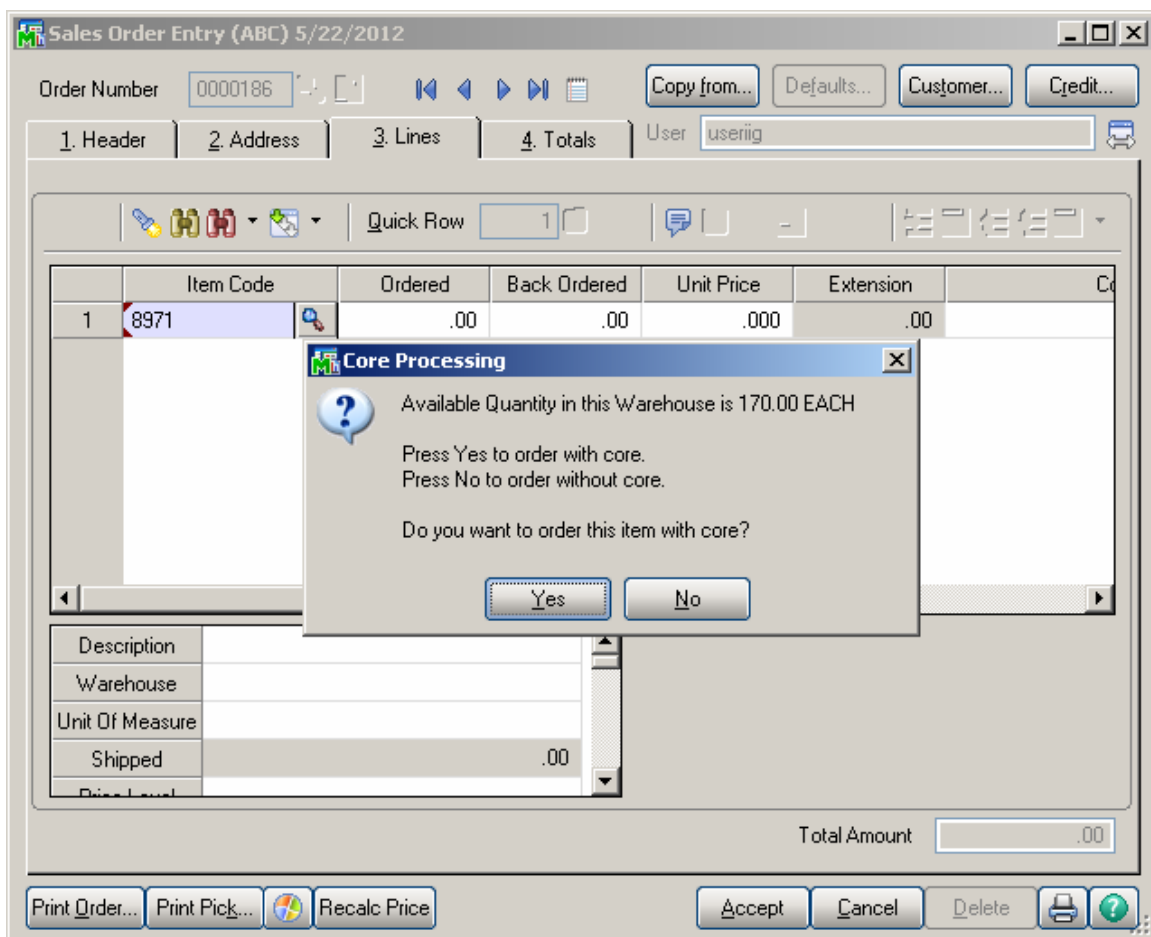 Sales Order Entry (ABC) 5/22/2012
Order Number 0000186 Copy from... Defaults... Customer... Credit...
1. Header 2. Address 3. Lines 4. Totals User useriig
Quick Row 1
Item Code Ordered Back Ordered Unit Price Extension
1 8971 .00 .00 .000 .00
Core Processing
Available Quantity in this Warehouse is 170.00 EACH
Press Yes to order with core.
Press No to order without core.
Do you want to order this item with core?
Yes No
Description
Warehouse
Unit Of Measure
Shipped .00
Price Level
Total Amount .00
Print Order... Print Pick... Recalc Price Accept Cancel Delete